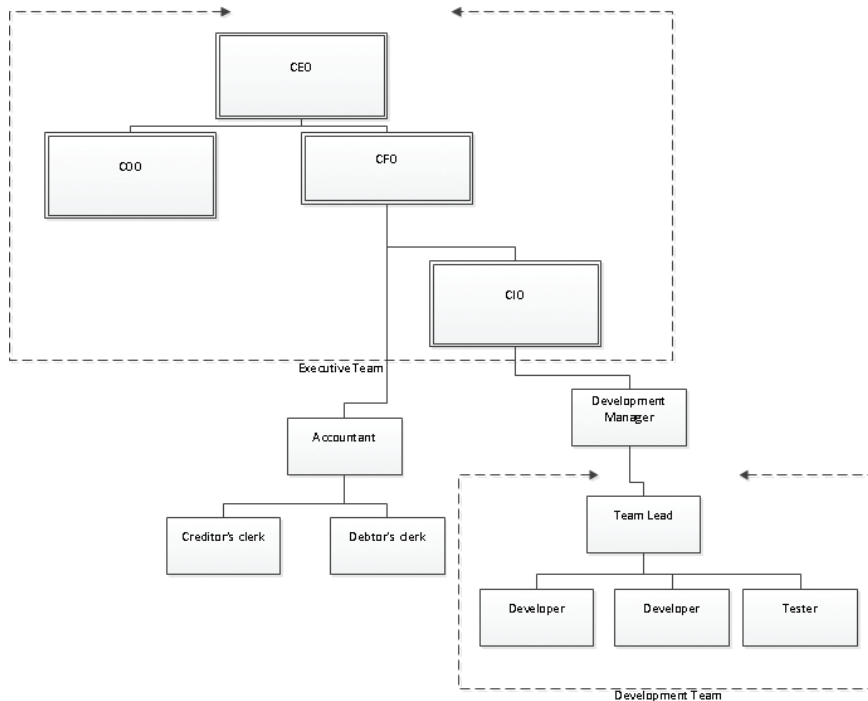 CEO
COO
CFO
CIO
Executive Team
Development
Manager
Accountant
Team Lead
Creditor's clerk
Debtor's clerk
Developer
Developer
Tester
Development Team